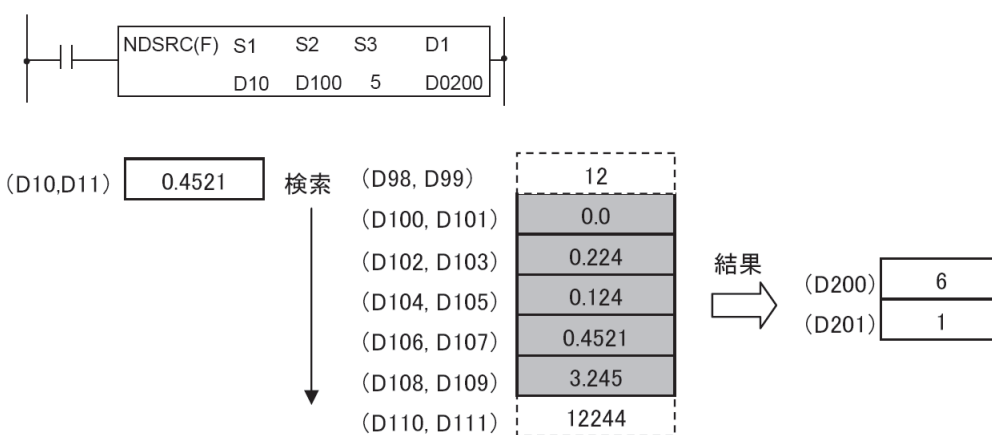 NDSRC(F) S1 S2 S3 D1
D10 D100 5 D0200
(D10,D11) 0.4521 検索
(D98, D99) 12
(D100, D101) 0.0
(D102, D103) 0.224
(D104, D105) 0.124
(D106, D107) 0.4521
(D108, D109) 3.245
(D110, D111) 12244
結果
(D200) 6
(D201) 1